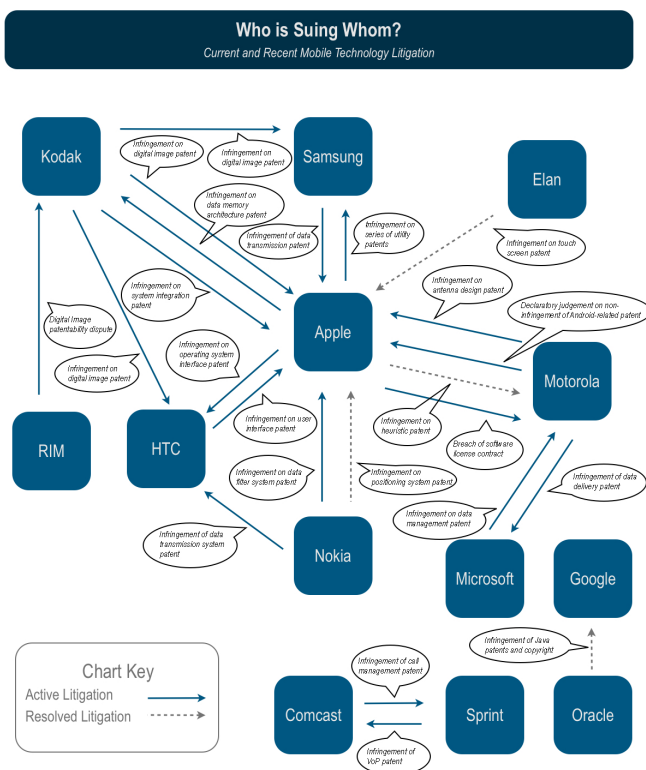 Who is Suing Whom?
Current and Recent Mobile Technology Litigation
Kodak
Samsung
Elan
Infringement on
digital image patent
Infringement on
digital image patent
Infringement on
data memory
architecture patent
Infringement of data
transmission patent
Infringement on
series of utility
patents
Infringement on touch
screen patent
Infringement on
system integration
patent
Infringement on
antenna design patent
Declaratory judgement on non-
infringement of Android-related patent
Digital Image
patentability dispute
Infringement on
operating system
interface patent
Apple
Motorola
Infringement on
digital image patent
Infringement on user
interface patent
Infringement on
heuristic patent
Breach of software
license contract
RIM
HTC
Infringement on data
filter system patent
Infringement on
positioning system patent
Infringement of data
delivery patent
Infringement on data
management patent
Infringement of data
transmission system
patent
Nokia
Microsoft
Google
Infringement of Java
patents and copyright
Chart Key
Active Litigation
Resolved Litigation
Infringement of call
management patent
Comcast
Sprint
Oracle
Infringement of
VoP patent